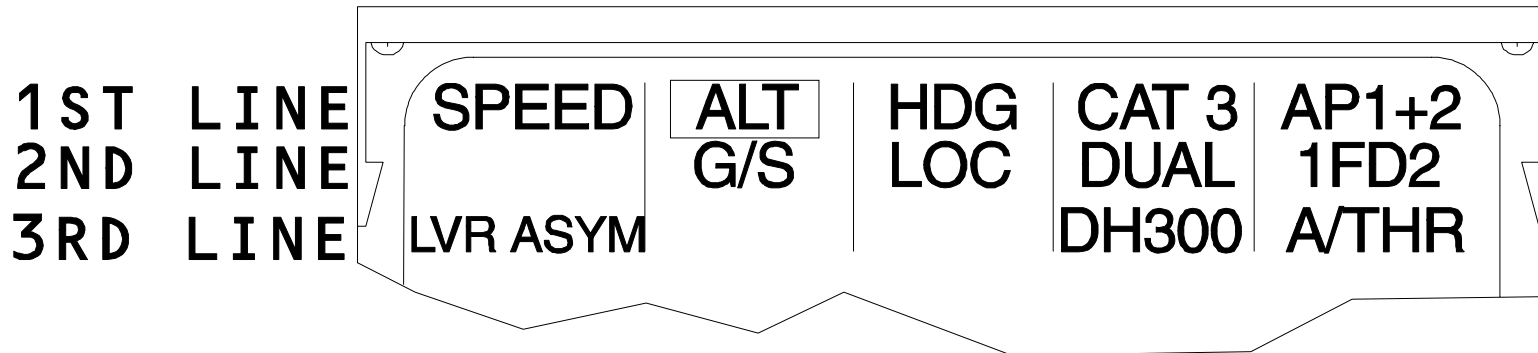 1ST LINE SPEED ALT HDG CAT 3 AP1+2
2ND LINE G/S LOC DUAL 1FD2
3RD LINE LVR ASYM DH300 A/THR